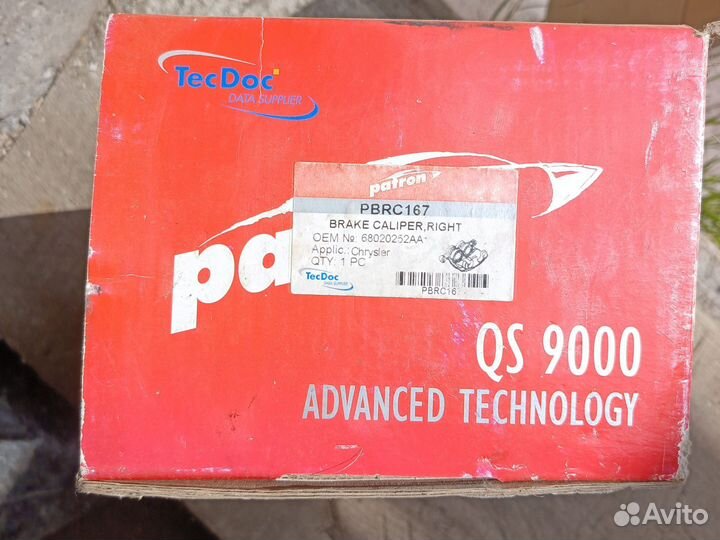 TecDoc
DATA SUPPLIER
patron
patron
PBRC167
BRAKE CALIPER,RIGHT
OEM №: 68020252AA*
Applic.: Chrysler
QTY: 1 PC
TecDoc
DATA SUPPLIER
PBRC16
QS 9000
ADVANCED TECHNOLOGY
Avito